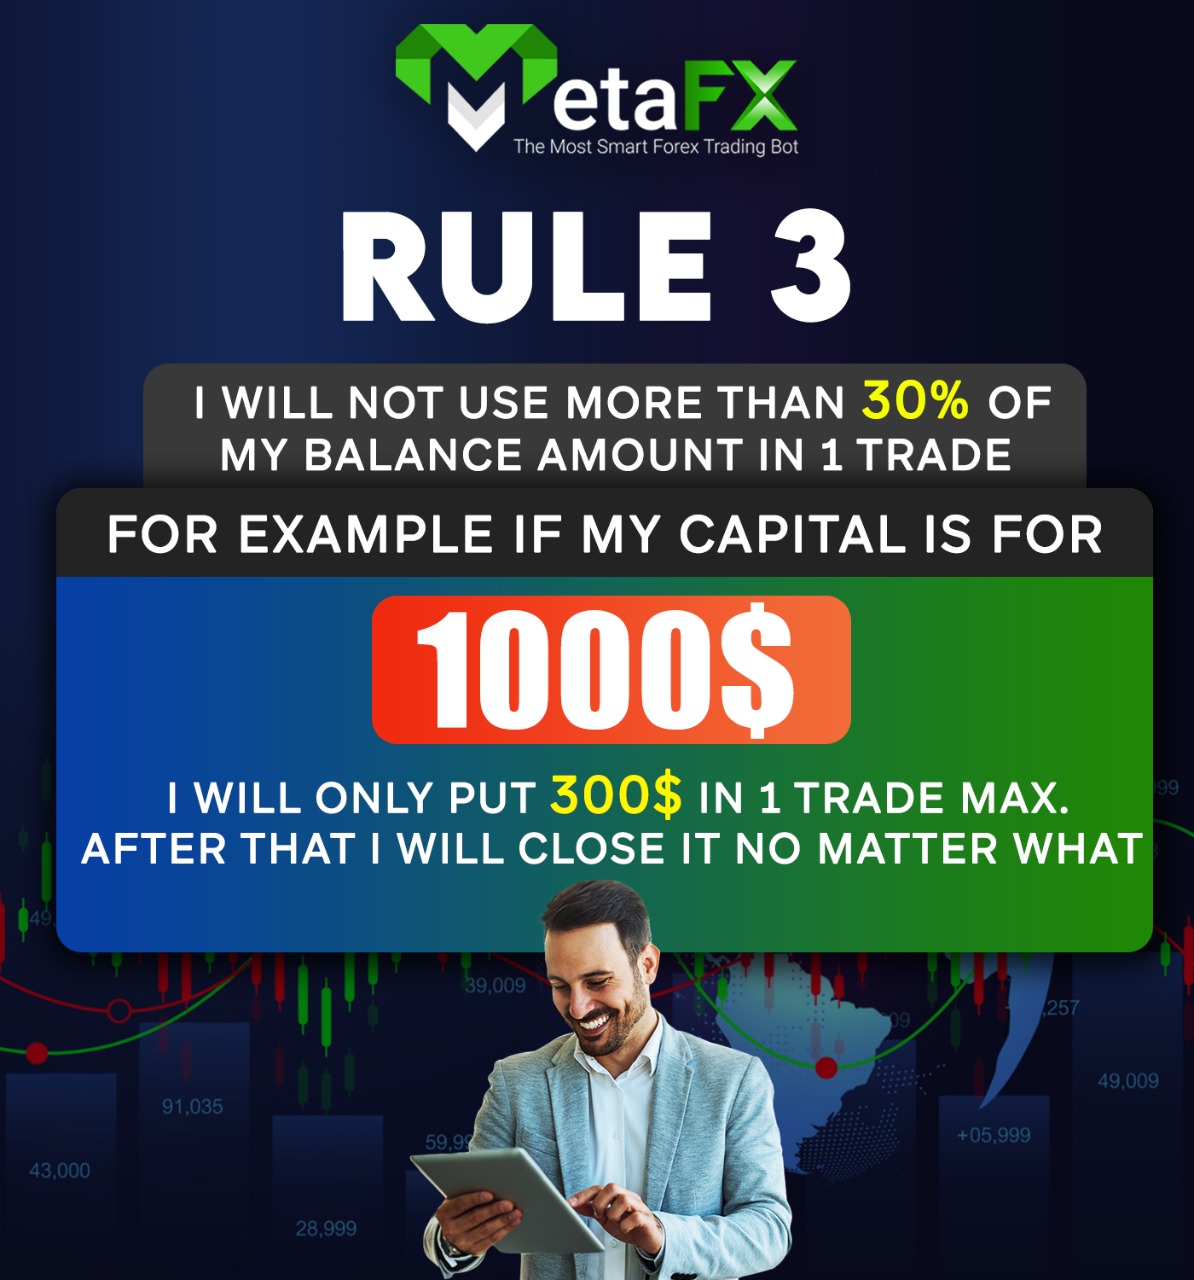 MetaFX
The Most Smart Forex Trading Bot
RULE 3
I WILL NOT USE MORE THAN 30% OF
MY BALANCE AMOUNT IN 1 TRADE
FOR EXAMPLE IF MY CAPITAL IS FOR
1000$
I WILL ONLY PUT 300$ IN 1 TRADE MAX.
AFTER THAT I WILL CLOSE IT NO MATTER WHAT
39,009
,257
49,009
91,035
+05,999
43,000
28,999